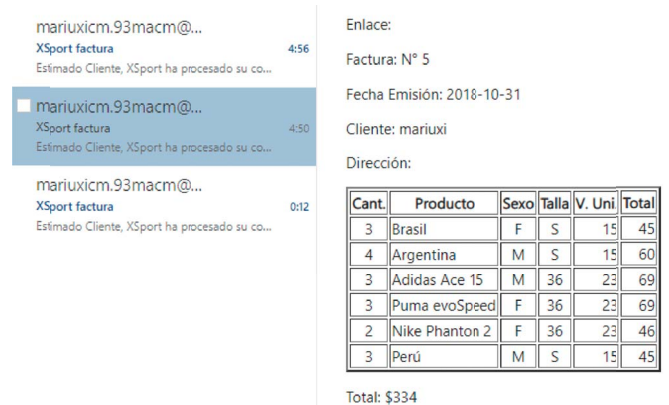 mariuxicm.93macm@...
XSport factura 4:56
Estimado Cliente, XSport ha procesado su co...
mariuxicm.93macm@...
XSport factura 4:50
Estimado Cliente, XSport ha procesado su co...
mariuxicm.93macm@...
XSport factura 0:12
Estimado Cliente, XSport ha procesado su co...
Enlace:
Factura: N° 5
Fecha Emisión: 2018-10-31
Cliente: mariuxi
Dirección:
Cant. Producto Sexo Talla V. Uni. Total
3 Brasil F S 15 45
4 Argentina M S 15 60
3 Adidas Ace 15 M 36 23 69
3 Puma evoSpeed F 36 23 69
2 Nike Phanton 2 F 36 23 46
3 Perú M S 15 45
Total: $334